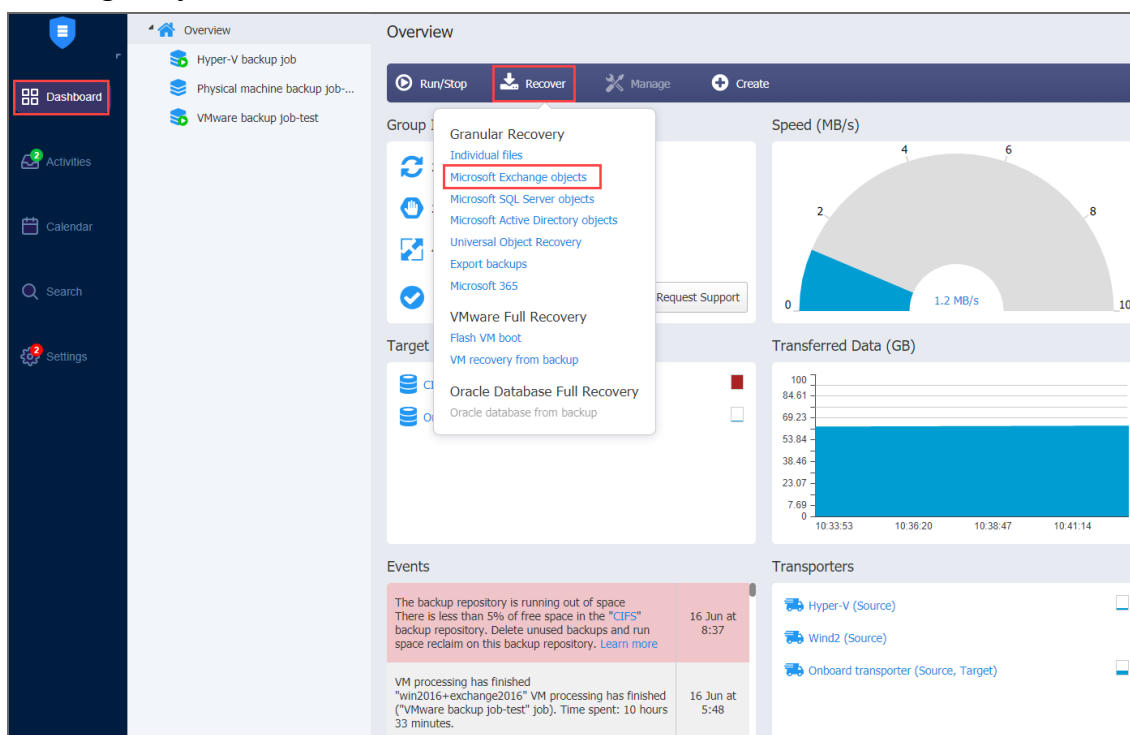 Overview
Hyper-V backup job
Physical machine backup job-...
VMware backup job-test
Dashboard
Activities
2
Calendar
Search
Settings
2
Overview
Run/Stop
Recover
Manage
Create
Group
Granular Recovery
Individual files
Microsoft Exchange objects
Microsoft SQL Server objects
Microsoft Active Directory objects
Universal Object Recovery
Export backups
Microsoft 365
VMware Full Recovery
Flash VM boot
VM recovery from backup
Oracle Database Full Recovery
Oracle database from backup
Request Support
Speed (MB/s)
0
2
4
6
8
10
1.2 MB/s
Target
Transferred Data (GB)
100
84.61
69.23
53.84
38.46
23.07
7.69
0
10:33:53
10:36:20
10:38:47
10:41:14
Events
The backup repository is running out of space
There is less than 5% of free space in the "CIFS"
backup repository. Delete unused backups and run
space reclaim on this backup repository. Learn more
16 Jun at
8:37
VM processing has finished
"win2016+exchange2016" VM processing has finished
("VMware backup job-test" job). Time spent: 10 hours
33 minutes.
16 Jun at
5:48
Transporters
Hyper-V (Source)
Wind2 (Source)
Onboard transporter (Source, Target)